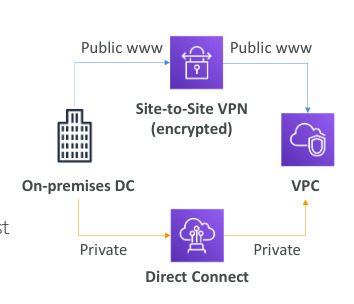 Public www
Public www
Site-to-Site VPN
(encrypted)
On-premises DC
VPC
st
Private
Private
Direct Connect